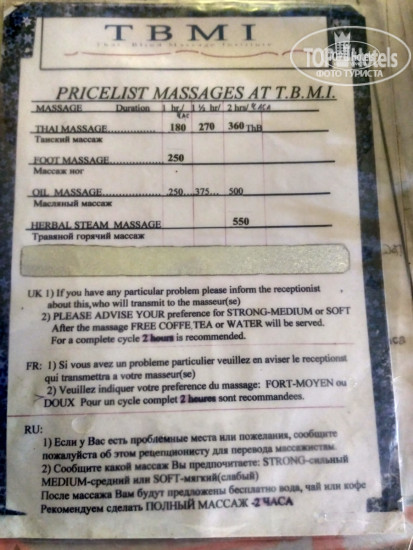 TOPHotels
ФОТО ТУРИСТА
TBMI
Thai Blind Massage Institute
PRICELIST MASSAGES AT T.B.M.I.
MASSAGE Duration 1 hr/ 1 ½ hr/ 2 hrs/ ЧАСА
ЧАС
THAI MASSAGE.............. 180 270 360 ThB
Таиский массаж
FOOT MASSAGE............. 250
Массаж ног
OIL MASSAGE.............. 250....375.... 500
Масляный массаж
HERBAL STEAM MASSAGE 550
Травяной горячий массаж
UK 1) If you have any particular problem please inform the receptionist
about this,who will transmit to the masseur(se)
2) PLEASE ADVISE YOUR preference for STRONG-MEDIUM or SOFT
After the massage FREE COFFE,TEA or WATER will be served.
For a complete cycle 2 hours is recommended.
FR: 1) Si vous avez un probleme particulier veuillez en aviser le receptionat
qui transmettra a votre masseur(se)
2) Veuillez indiquer votre preference du massage: FORT-MOYEN ou
DOUX Pour un cycle complet 2 heures sont recommandees.
RU:
1) Если у Вас есть проблемные места или пожелания, сообщите
пожалуйста об этом рецепционисту для перевода массажистам.
2) Сообщите какой массаж Вы предпочитаете: STRONG-сильный
MEDIUM-средний или SOFT-мягкий(слабый)
После массажа Вам будут предложены бесплатно вода, чай или кофе
Рекомендуем сделать ПОЛНЫЙ МАССАЖ -2 ЧАСА